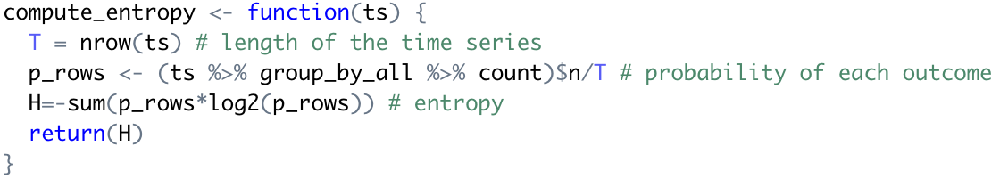 compute_entropy <- function(ts) {
  T = nrow(ts) # length of the time series
  p_rows <- (ts %>% group_by_all %>% count)$n/T # probability of each outcome
  H=-sum(p_rows*log2(p_rows)) # entropy
  return(H)
}